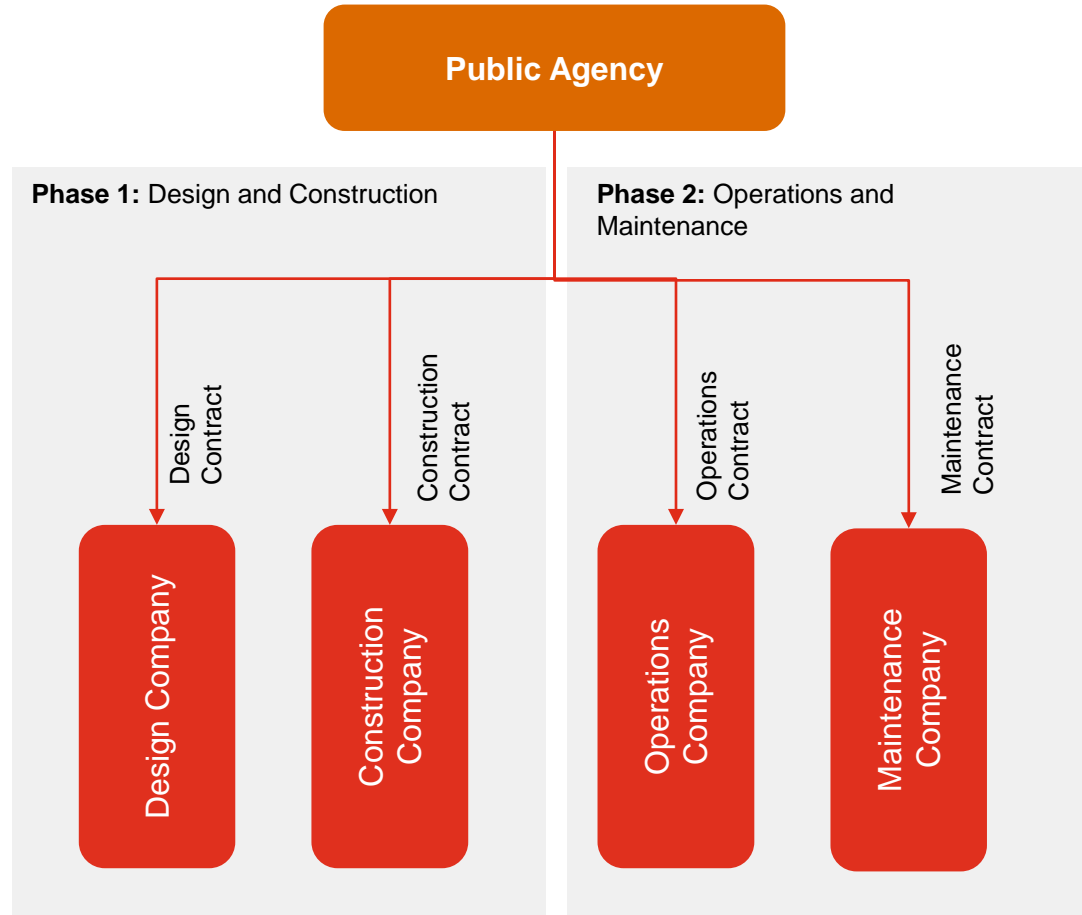 Public Agency
Phase 1: Design and Construction
Phase 2: Operations and
Maintenance
Design
Contract
Construction
Contract
Operations
Contract
Maintenance
Contract
Design Company
Construction
Company
Operations
Company
Maintenance
Company